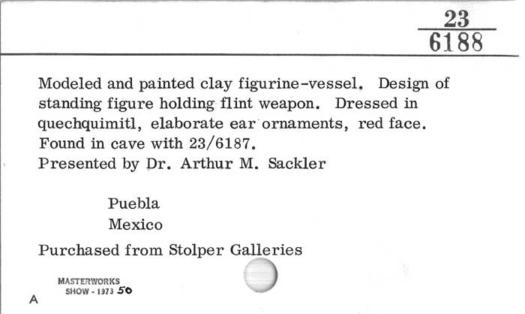 23
6188
Modeled and painted clay figurine-vessel. Design of
standing figure holding flint weapon. Dressed in
quechquimitl, elaborate ear ornaments, red face.
Found in cave with 23/6187.
Presented by Dr. Arthur M. Sackler
Puebla
Mexico
Purchased from Stolper Galleries
MASTERWORKS
SHOW - 1973 50
A